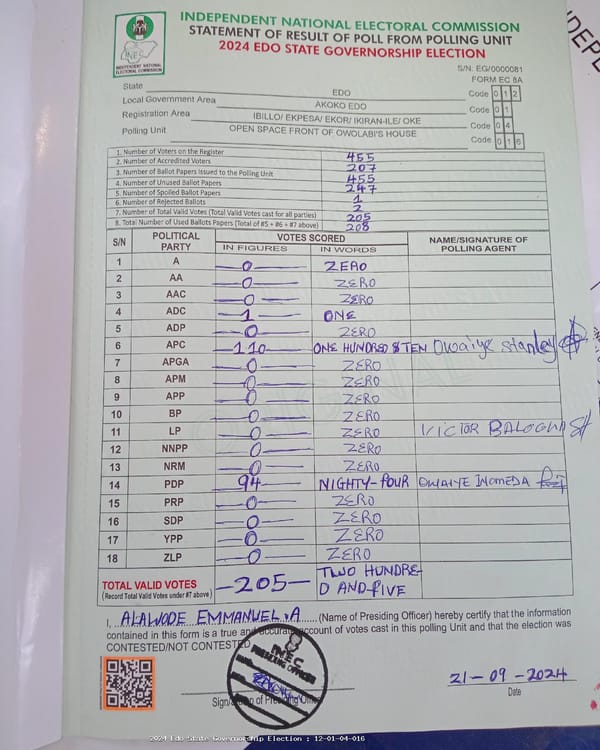 INDEPENDENT NATIONAL ELECTORAL COMMISSION
STATEMENT OF RESULT OF POLL FROM POLLING UNIT
2024 EDO STATE GOVERNORSHIP ELECTION
INEC
INDEPENDENT NATIONAL ELECTORAL COMMISSION
S/N: EG/0000081
FORM EC 8A
State EDO Code 0 1 2
Local Government Area AKOKO EDO Code 0 1
Registration Area IBILLO/ EKPESA/ EKOR/ IKIRAN-ILE/ OKE Code 0 4
Polling Unit OPEN SPACE FRONT OF OWOLABI'S HOUSE Code 0 1 6
1. Number of Voters on the Register 455
2. Number of Accredited Voters 207
3. Number of Ballot Papers Issued to the Polling Unit 455
4. Number of Unused Ballot Papers 247
5. Number of Spoiled Ballot Papers 1
6. Number of Rejected Ballots 2
7. Number of Total Valid Votes (Total Valid Votes cast for all parties) 205
8. Total Number of Used Ballots Papers (Total of #5 + #6 + #7 above) 208
S/N POLITICAL PARTY VOTES SCORED NAME/SIGNATURE OF POLLING AGENT
IN FIGURES IN WORDS
1 A 0 ZERO
2 AA 0 ZERO
3 AAC 0 ZERO
4 ADC 1 ONE
5 ADP 0 ZERO
6 APC 110 ONE HUNDRED & TEN Owaiye Stanley
7 APGA 0 ZERO
8 APM 0 ZERO
9 APP 0 ZERO
10 BP 0 ZERO
11 LP 0 ZERO VICTOR BALOGUN
12 NNPP 0 ZERO
13 NRM 0 ZERO
14 PDP 94 NIGHTY-FOUR OWAIYE INOMEDA
15 PRP 0 ZERO
16 SDP 0 ZERO
17 YPP 0 ZERO
18 ZLP 0 ZERO
TOTAL VALID VOTES -205- TWO HUNDRE
(Record Total Valid Votes under #7 above) D AND-FIVE
I, ALAWODE EMMANUEL .A (Name of Presiding Officer) hereby certify that the information
contained in this form is a true and accurate account of votes cast in this polling Unit and that the election was
CONTESTED/NOT CONTESTED
INEC
PRESIDING OFFICER
Sign/ of Presiding Officer
21-09-2024
Date
2024 Edo State Governorship Election : 12-01-04-016